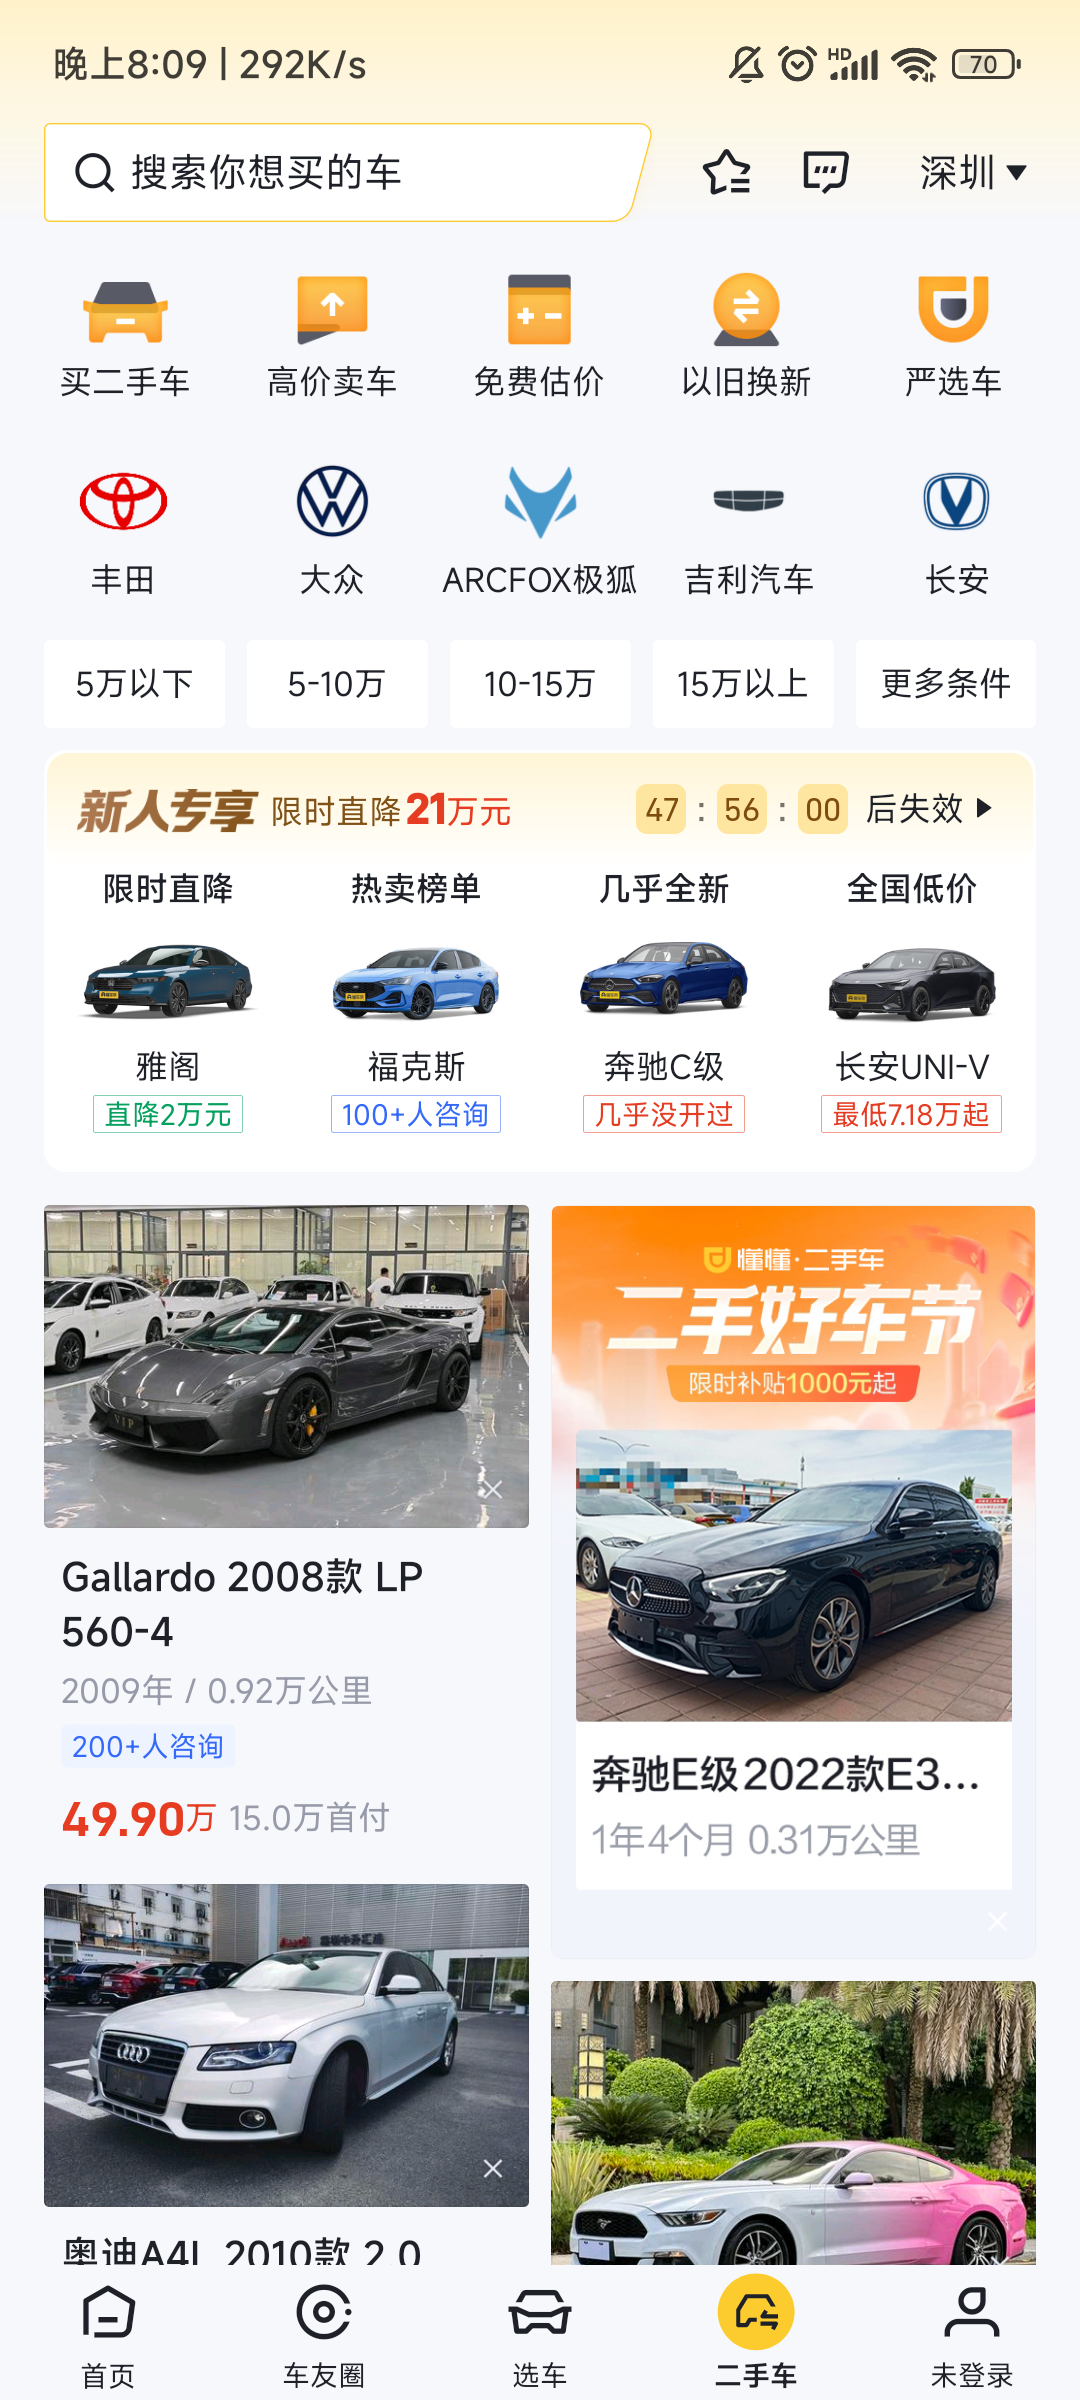 晚上8:09 | 292K/s
HD
70
搜索你想买的车
深圳
买二手车
高价卖车
免费估价
以旧换新
严选车
丰田
大众
ARCFOX极狐
吉利汽车
长安
5万以下
5-10万
10-15万
15万以上
更多条件
新人专享 限时直降21万元
47 : 56 : 00 后失效
限时直降
热卖榜单
几乎全新
全国低价
雅阁
福克斯
奔驰C级
长安UNI-V
直降2万元
100+人咨询
几乎没开过
最低7.18万起
VIP
Gallardo 2008款 LP
560-4
2009年 / 0.92万公里
200+人咨询
49.90万 15.0万首付
懂懂·二手车
二手好车节
限时补贴1000元起
奔驰E级 2022款E3...
1年4个月 0.31万公里
奥迪A4L 2010款 2.0
首页
车友圈
选车
二手车
未登录